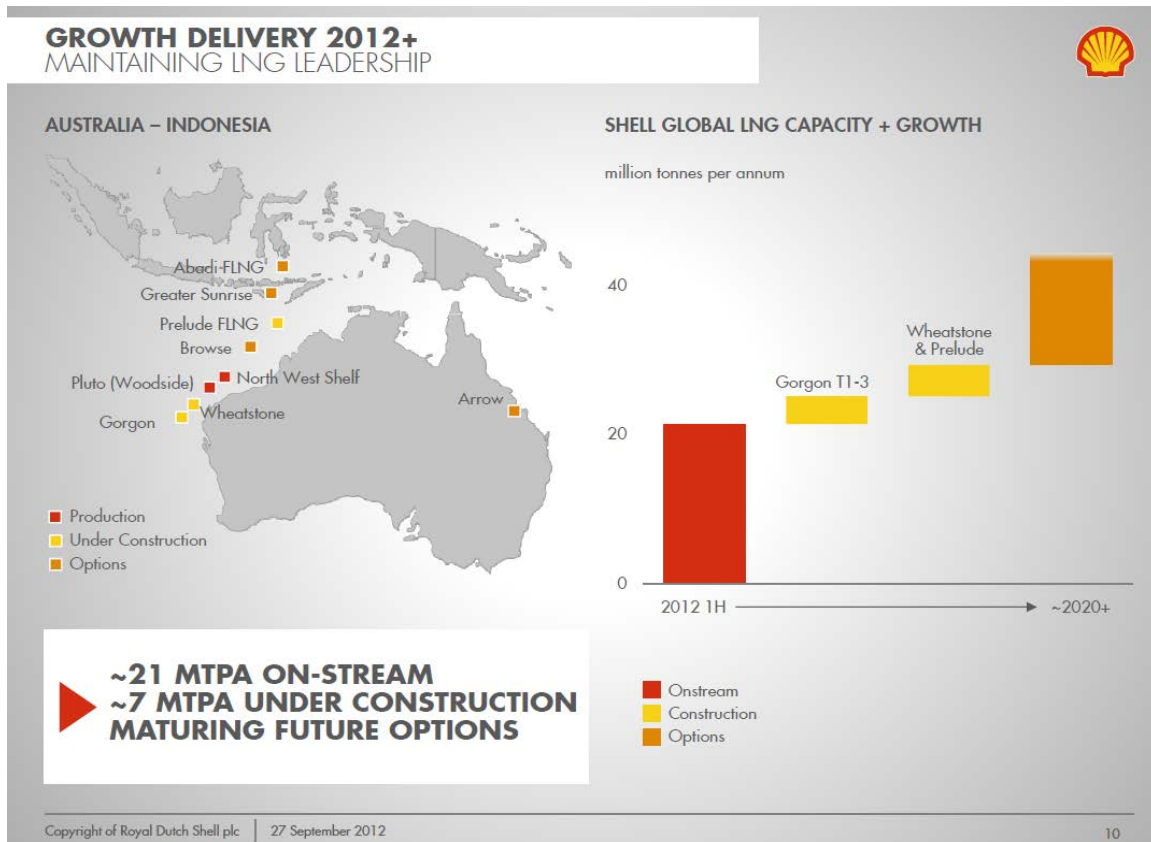 GROWTH DELIVERY 2012+
MAINTAINING LNG LEADERSHIP
AUSTRALIA – INDONESIA
Abadi-FLNG
Greater Sunrise
Prelude FLNG
Browse
Pluto (Woodside)
North West Shelf
Wheatstone
Gorgon
Arrow
Production
Under Construction
Options
SHELL GLOBAL LNG CAPACITY + GROWTH
million tonnes per annum
40
20
0
Gorgon T1-3
Wheatstone
& Prelude
2012 1H
~2020+
Onstream
Construction
Options
~21 MTPA ON-STREAM
~7 MTPA UNDER CONSTRUCTION
MATURING FUTURE OPTIONS
Copyright of Royal Dutch Shell plc
27 September 2012
10